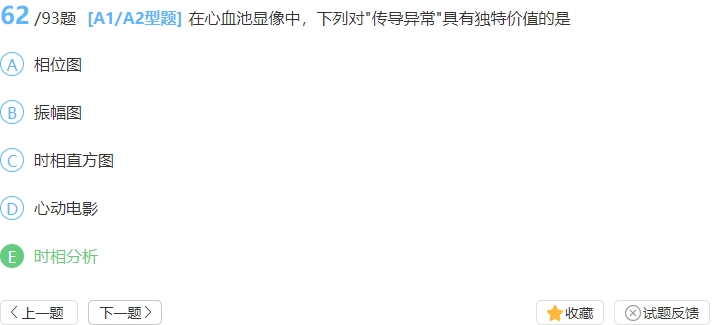 62 /93题 [A1/A2型题] 在心血池显像中，下列对"传导异常"具有独特价值的是
A 相位图
B 振幅图
C 时相直方图
D 心动电影
E 时相分析
上一题 下一题 收藏 试题反馈